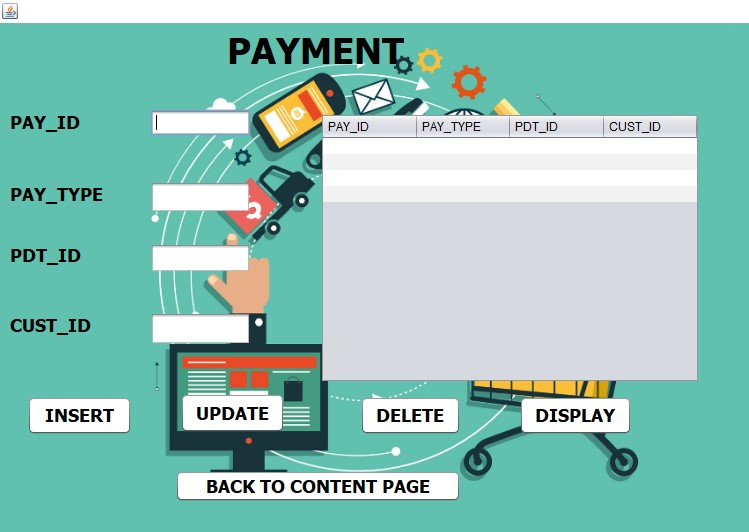 PAYMENT
PAY_ID
PAY_TYPE
PDT_ID
CUST_ID
PAY_ID PAY_TYPE PDT_ID CUST_ID
INSERT UPDATE DELETE DISPLAY
BACK TO CONTENT PAGE